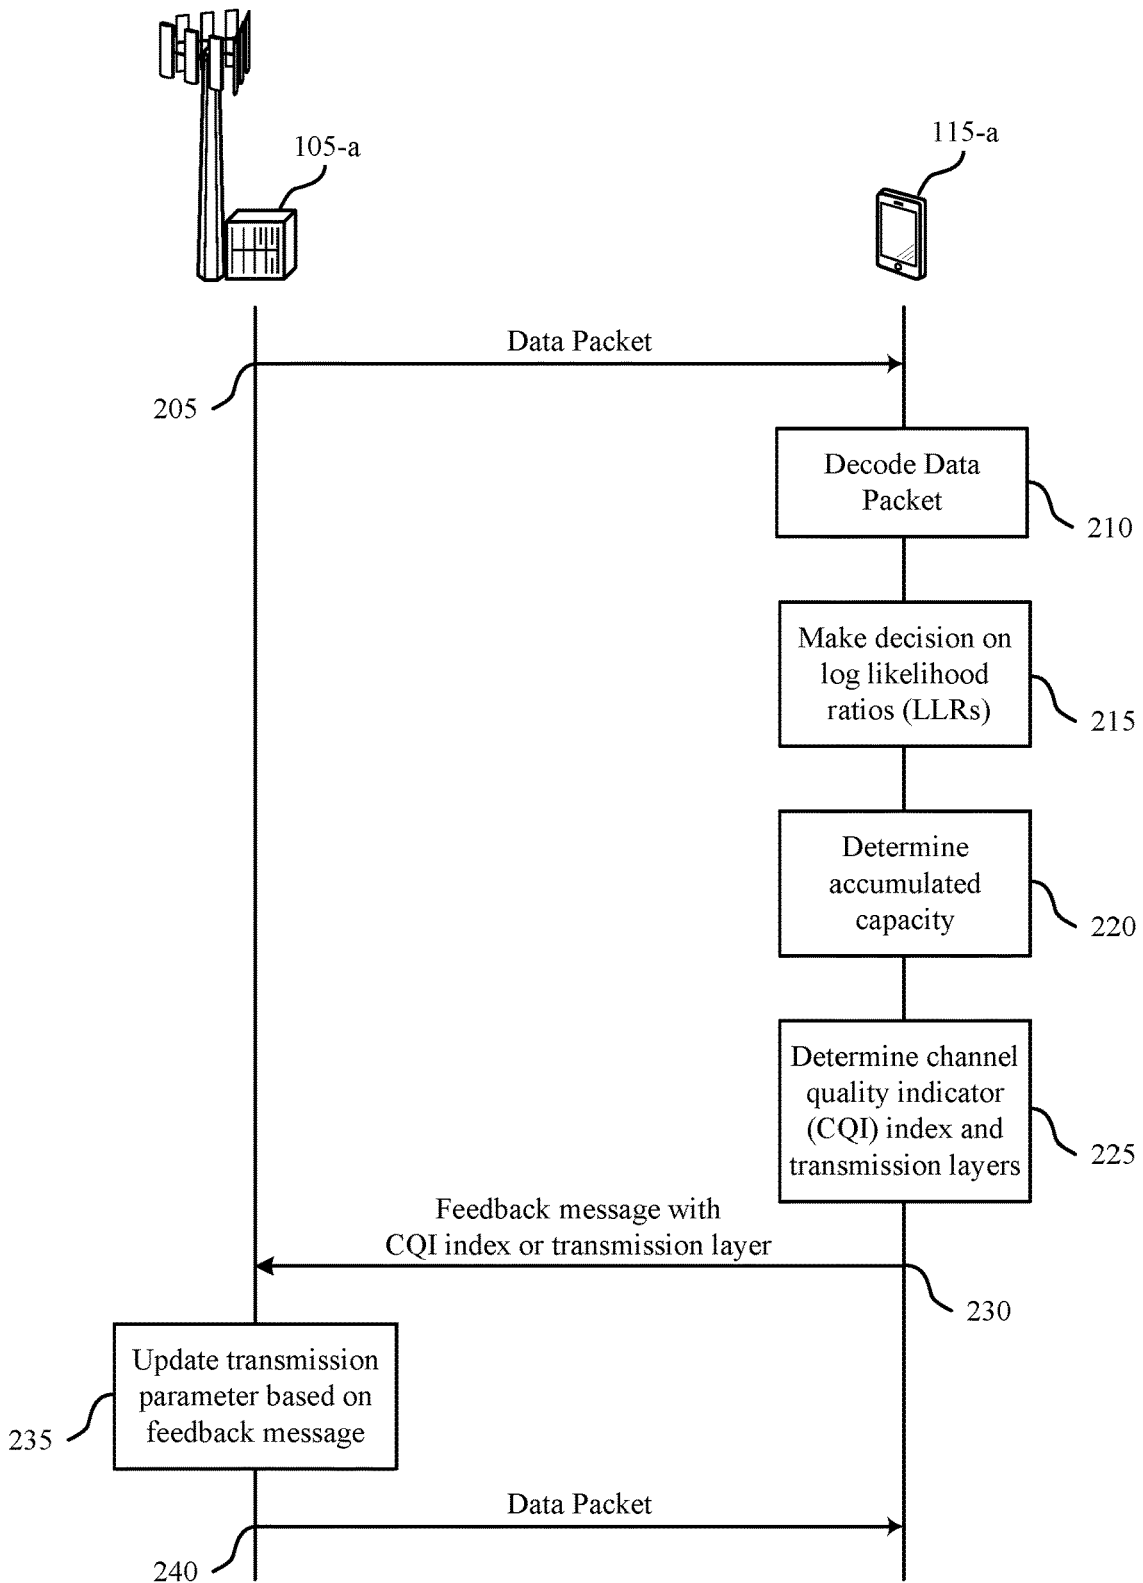 105-a
115-a
Data Packet
205
Decode Data
Packet
210
Make decision on
log likelihood
ratios (LLRs)
215
Determine
accumulated
capacity
220
Determine channel
quality indicator
(CQI) index and
transmission layers
225
Feedback message with
CQI index or transmission layer
230
Update transmission
parameter based on
feedback message
235
Data Packet
240